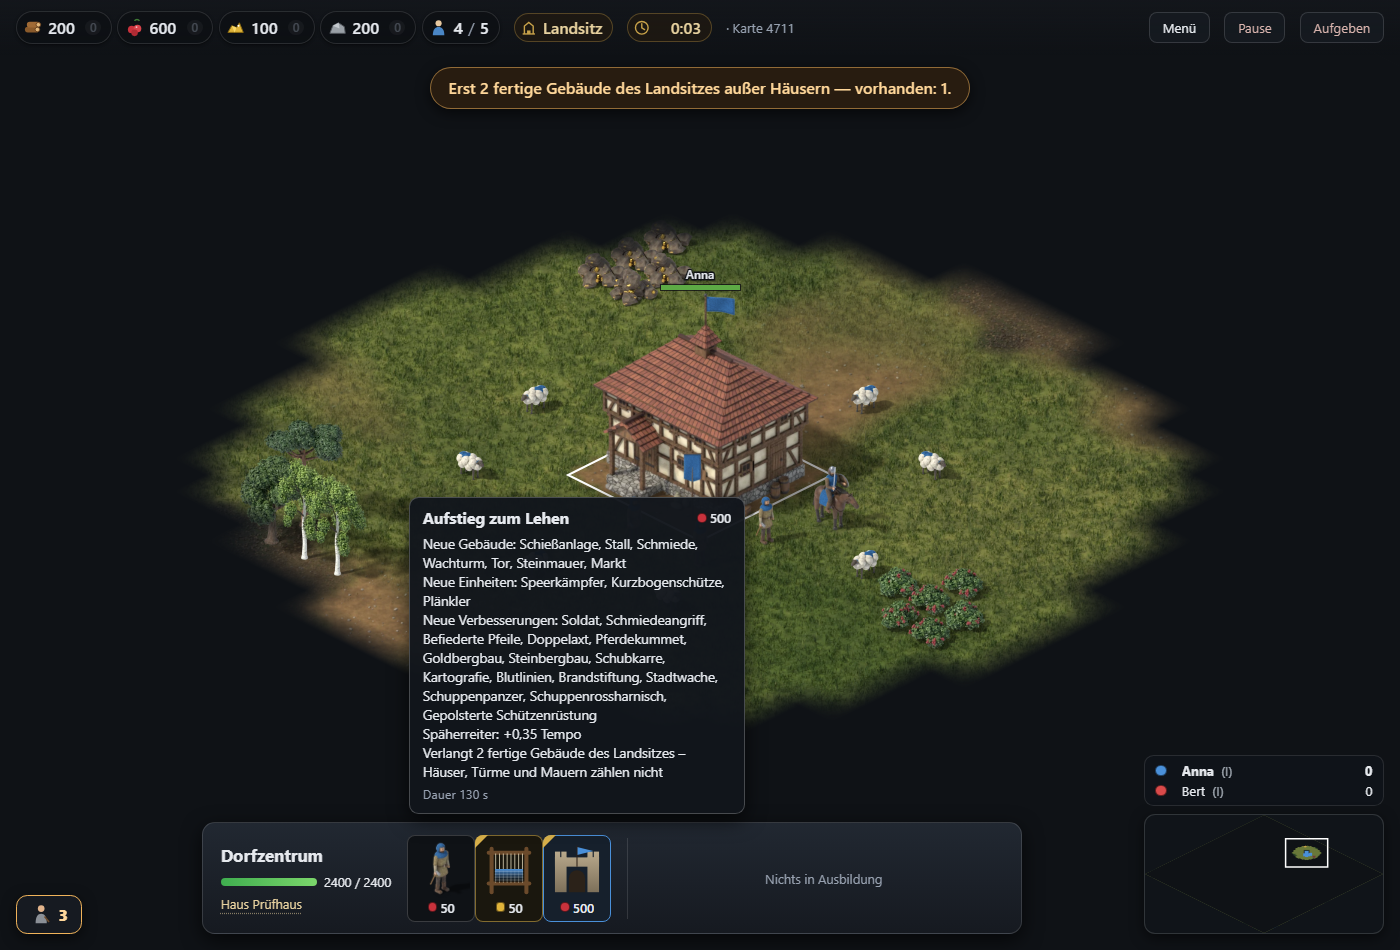 200 0 600 0 100 0 200 0 4 / 5 Landsitz 0:03 · Karte 4711 Menü Pause Aufgeben
Erst 2 fertige Gebäude des Landsitzes außer Häusern — vorhanden: 1.
Anna
Aufstieg zum Lehen 500
Neue Gebäude: Schießanlage, Stall, Schmiede,
Wachturm, Tor, Steinmauer, Markt
Neue Einheiten: Speerkämpfer, Kurzbogenschütze,
Plänkler
Neue Verbesserungen: Soldat, Schmiedeangriff,
Befiederte Pfeile, Doppelaxt, Pferdekummet,
Goldbergbau, Steinbergbau, Schubkarre,
Kartografie, Blutlinien, Brandstiftung, Stadtwache,
Schuppenpanzer, Schuppenrossharnisch,
Gepolsterte Schützenrüstung
Späherreiter: +0,35 Tempo
Verlangt 2 fertige Gebäude des Landsitzes –
Häuser, Türme und Mauern zählen nicht
Dauer 130 s
Anna (I) 0
Bert (I) 0
Dorfzentrum
2400 / 2400
Haus Prüfhaus
50 50 500
Nichts in Ausbildung
3